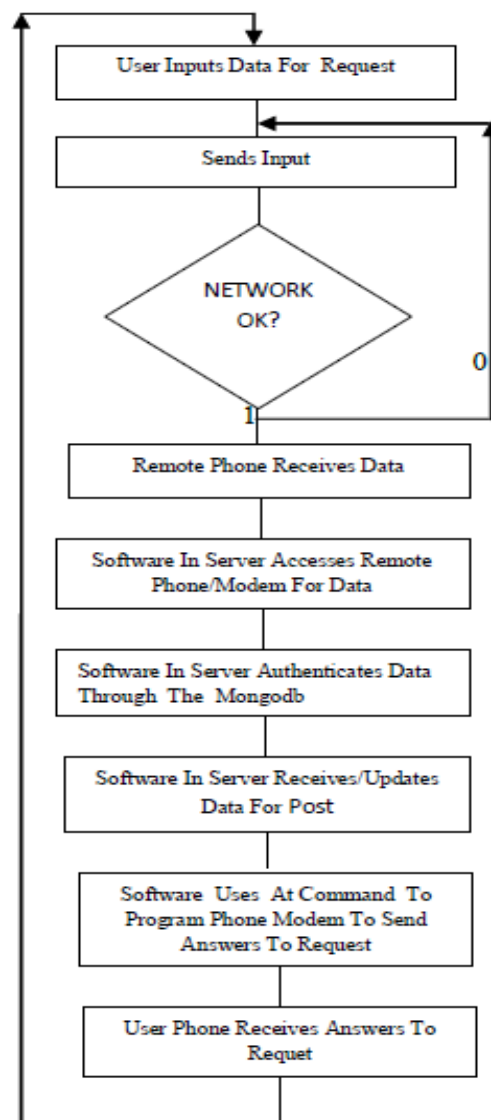 User Inputs Data For Request
Sends Input
NETWORK
OK?
0
1
Remote Phone Receives Data
Software In Server Accesses Remote
Phone/Modem For Data
Software In Server Authenticates Data
Through The Mongodb
Software In Server Receives/Updates
Data For Post
Software Uses At Command To
Program Phone Modem To Send
Answers To Request
User Phone Receives Answers To
Requet